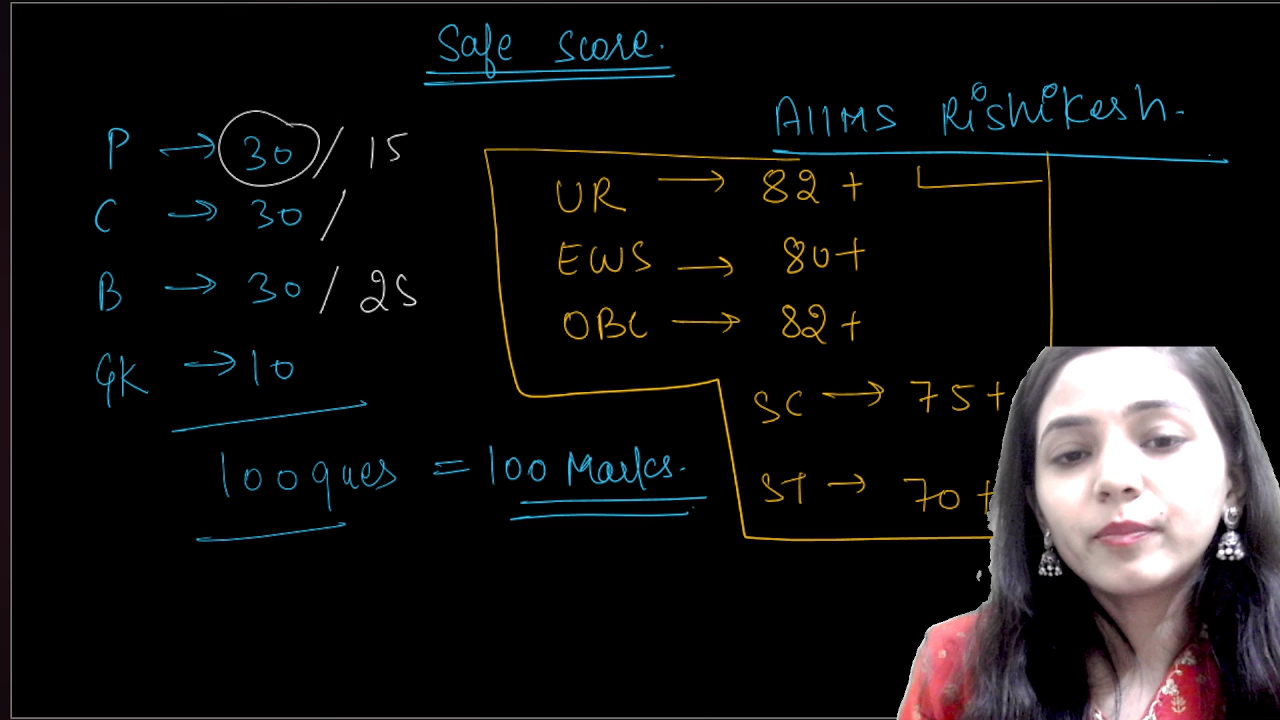 Safe score.
AIIMS Rishikesh.
P → 30 / 15
C → 30 /
B → 30 / 25
GK → 10
100 ques = 100 Marks.
UR → 82 +
EWS → 80+
OBC → 82 +
SC → 75+
ST → 70+